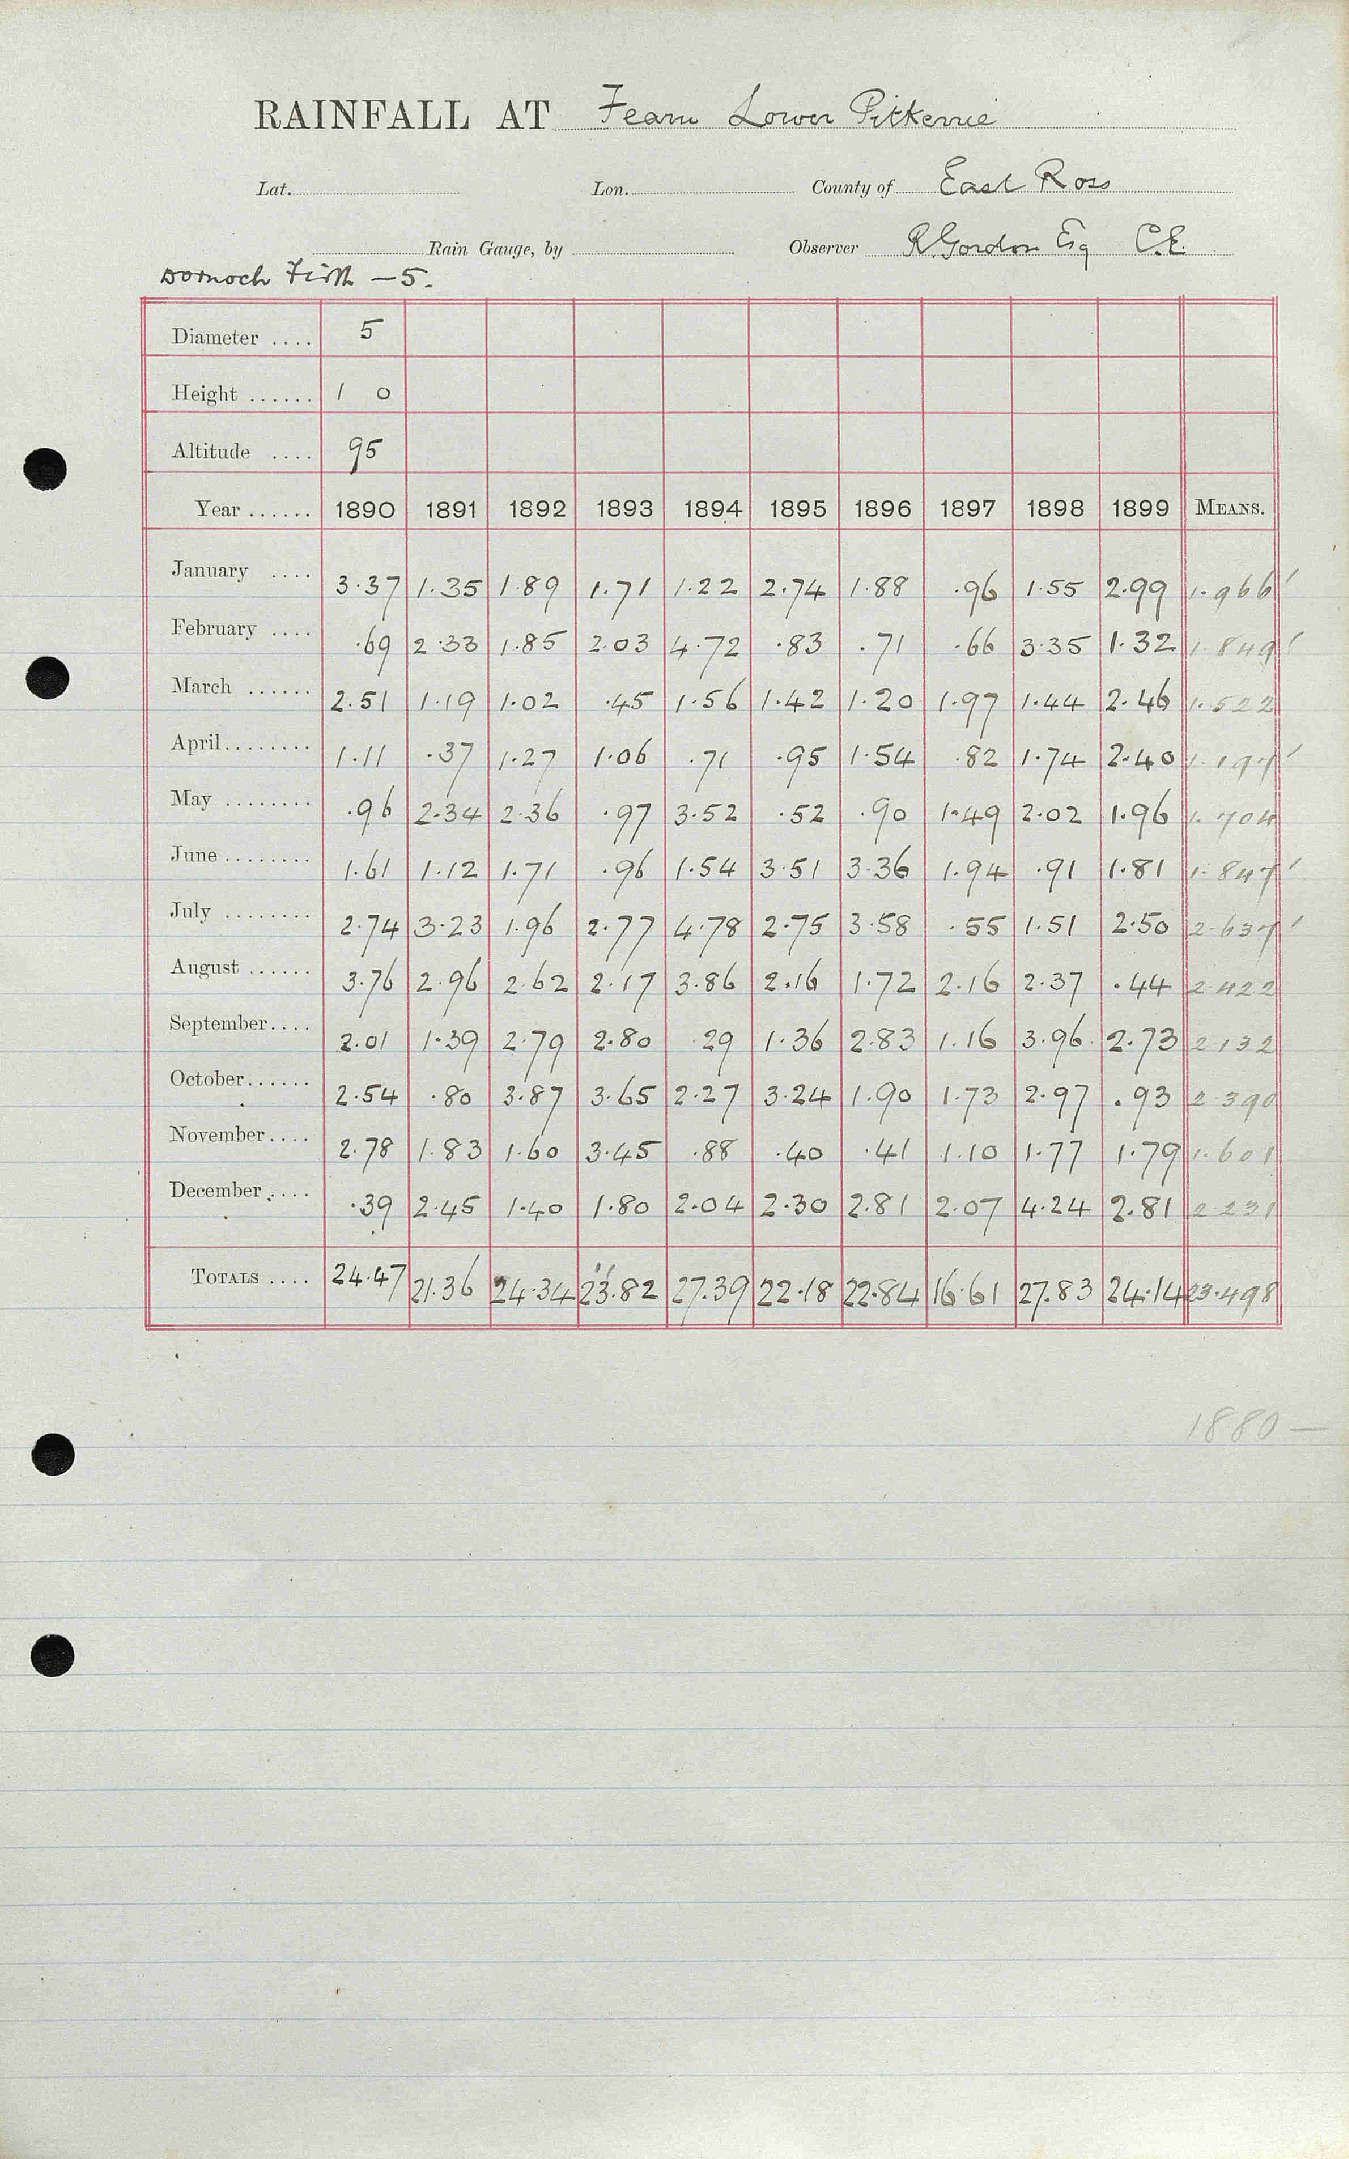 RAINFALL AT Fearn Lower Pitkerrie
Lat. Lon. County of East Ross
Rain Gauge, by Observer R. Gordon Esq C.E.
Dornoch Firth — 5.
Diameter .... 5
Height ...... 1 0
Altitude .... 95
Year ...... 1890 1891 1892 1893 1894 1895 1896 1897 1898 1899 MEANS.
January .... 3.37 1.35 1.89 1.71 1.22 2.74 1.88 .96 1.55 2.99 1.966
February .... .69 2.33 1.85 2.03 4.72 .83 .71 .66 3.35 1.32 1.849
March ...... 2.51 1.19 1.02 .45 1.56 1.42 1.20 1.97 1.44 2.46 1.522
April ........ 1.11 .37 1.27 1.06 .71 .95 1.54 .82 1.74 2.40 1.197
May ........ .96 2.34 2.36 .97 3.52 .52 .90 1.49 2.02 1.96 1.704
June ........ 1.61 1.12 1.71 .96 1.54 3.51 3.36 1.94 .91 1.81 1.847
July ........ 2.74 3.23 1.96 2.77 4.78 2.75 3.58 .55 1.51 2.50 2.637
August ...... 3.76 2.96 2.62 2.17 3.86 2.16 1.72 2.16 2.37 .44 2.422
September.... 2.01 1.39 2.79 2.80 .29 1.36 2.83 1.16 3.96 2.73 2.132
October...... 2.54 .80 3.87 3.65 2.27 3.24 1.90 1.73 2.97 .93 2.390
November.... 2.78 1.83 1.60 3.45 .88 .40 .41 1.10 1.77 1.79 1.601
December .... .39 2.45 1.40 1.80 2.04 2.30 2.81 2.07 4.24 2.81 2.231
TOTALS .... 24.47 21.36 24.34 23.82 27.39 22.18 22.84 16.61 27.83 24.14 23.498
1880 —